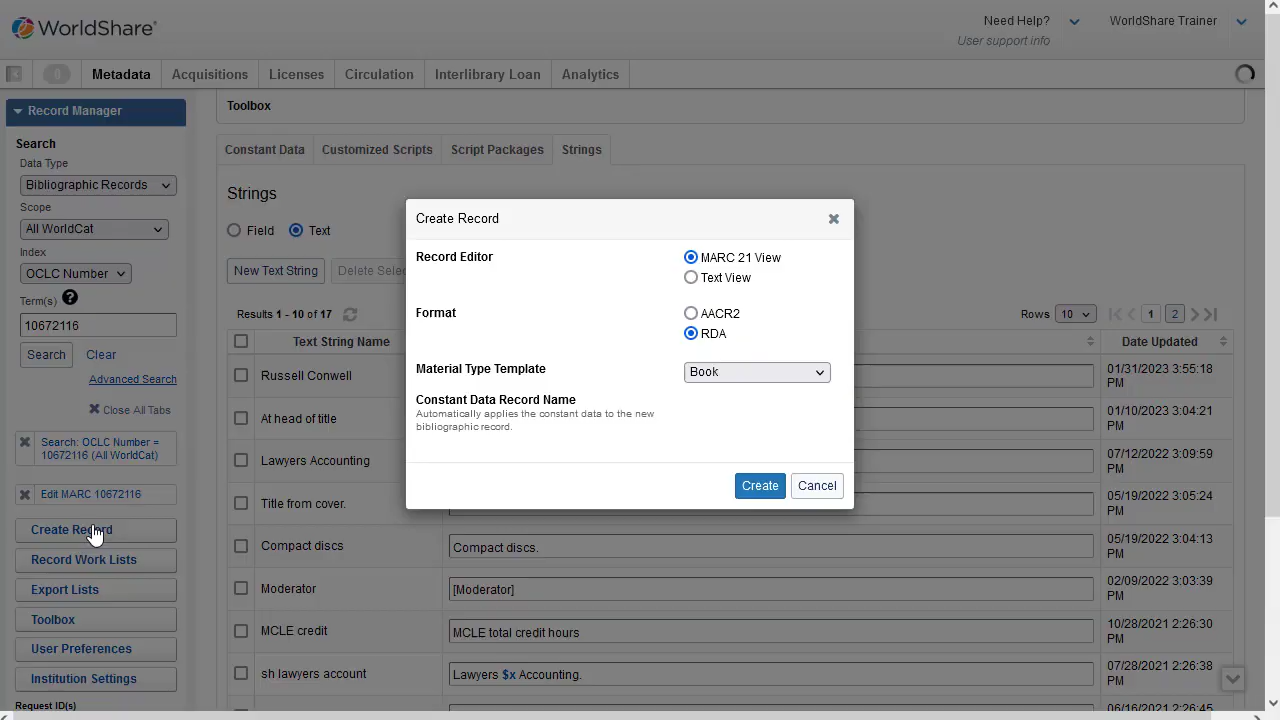 WorldShare®
Need Help?
WorldShare Trainer
User support info
0
Metadata
Acquisitions
Licenses
Circulation
Interlibrary Loan
Analytics
Record Manager
Search
Data Type
Bibliographic Records
Scope
All WorldCat
Index
OCLC Number
Term(s)
10672116
Search
Clear
Advanced Search
Close All Tabs
Search: OCLC Number =
10672116 (All WorldCat)
Edit MARC 10672116
Create Record
Record Work Lists
Export Lists
Toolbox
User Preferences
Institution Settings
Request ID(s)
Toolbox
Constant Data
Customized Scripts
Script Packages
Strings
Strings
Field
Text
New Text String
Delete Selec
Results 1 - 10 of 17
Rows
10
1
2
Text String Name
Date Updated
Russell Conwell
01/31/2023 3:55:18
PM
At head of title
01/10/2023 3:04:21
PM
Lawyers Accounting
07/12/2022 3:09:59
PM
Title from cover.
05/19/2022 3:05:24
PM
Compact discs
Compact discs.
05/19/2022 3:04:13
PM
Moderator
[Moderator]
02/09/2022 3:03:39
PM
MCLE credit
MCLE total credit hours
10/28/2021 2:26:30
PM
sh lawyers account
Lawyers $x Accounting.
07/28/2021 2:26:38
PM
06/16/2021 2:26:45
Create Record
Record Editor
MARC 21 View
Text View
Format
AACR2
RDA
Material Type Template
Book
Constant Data Record Name
Automatically applies the constant data to the new
bibliographic record.
Create
Cancel